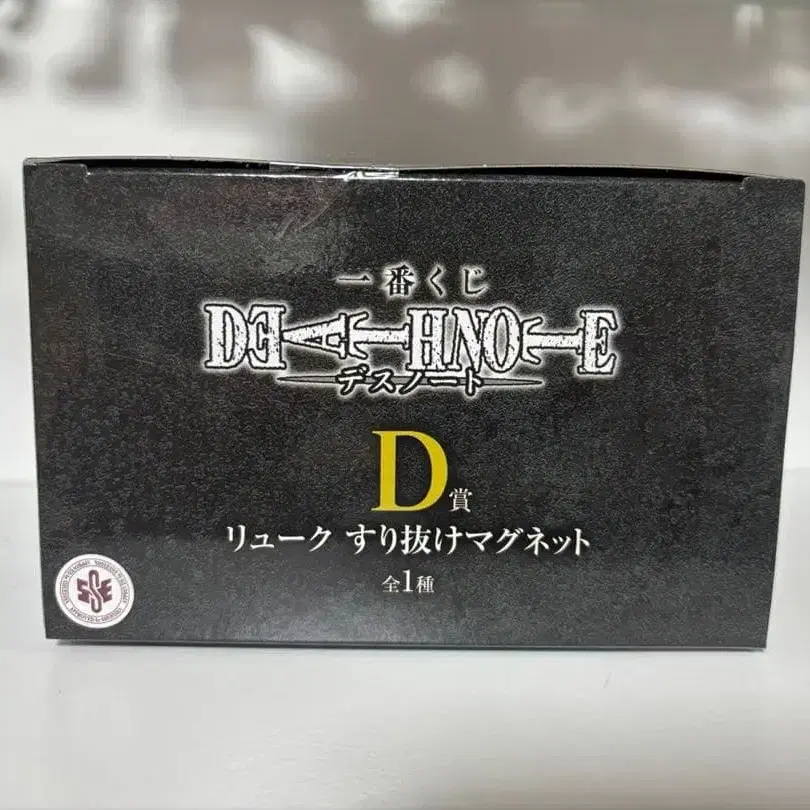 一番くじ
DEATH NOTE
デスノート
D賞
リューク すり抜けマグネット
全1種